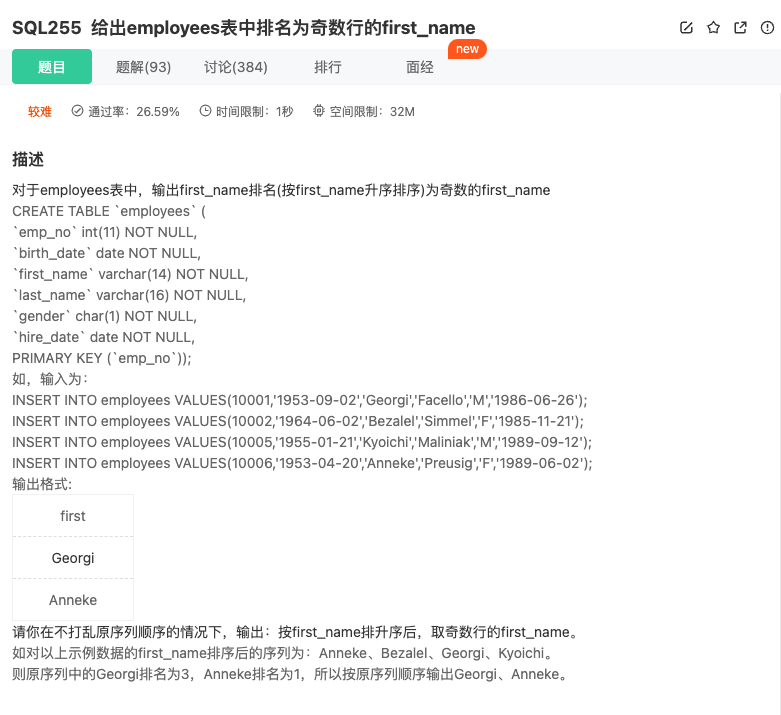 SQL255 给出employees表中排名为奇数行的first_name
题目 题解(93) 讨论(384) 排行 面经 new
较难 通过率：26.59% 时间限制：1秒 空间限制：32M
描述
对于employees表中，输出first_name排名(按first_name升序排序)为奇数的first_name
CREATE TABLE `employees` (
`emp_no` int(11) NOT NULL,
`birth_date` date NOT NULL,
`first_name` varchar(14) NOT NULL,
`last_name` varchar(16) NOT NULL,
`gender` char(1) NOT NULL,
`hire_date` date NOT NULL,
PRIMARY KEY (`emp_no`));
如，输入为：
INSERT INTO employees VALUES(10001,'1953-09-02','Georgi','Facello','M','1986-06-26');
INSERT INTO employees VALUES(10002,'1964-06-02','Bezalel','Simmel','F','1985-11-21');
INSERT INTO employees VALUES(10005,'1955-01-21','Kyoichi','Maliniak','M','1989-09-12');
INSERT INTO employees VALUES(10006,'1953-04-20','Anneke','Preusig','F','1989-06-02');
输出格式:
first
Georgi
Anneke
请你在不打乱原序列顺序的情况下，输出：按first_name排升序后，取奇数行的first_name。
如对以上示例数据的first_name排序后的序列为：Anneke、Bezalel、Georgi、Kyoichi。
则原序列中的Georgi排名为3，Anneke排名为1，所以按原序列顺序输出Georgi、Anneke。